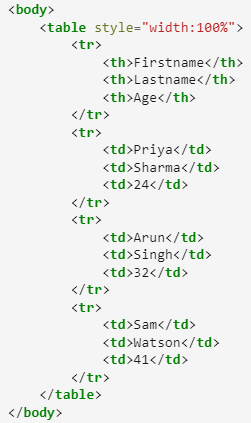 <body>
    <table style="width:100%">
        <tr>
            <th>Firstname</th>
            <th>Lastname</th>
            <th>Age</th>
        </tr>
        <tr>
            <td>Priya</td>
            <td>Sharma</td>
            <td>24</td>
        </tr>
        <tr>
            <td>Arun</td>
            <td>Singh</td>
            <td>32</td>
        </tr>
        <tr>
            <td>Sam</td>
            <td>Watson</td>
            <td>41</td>
        </tr>
    </table>
</body>